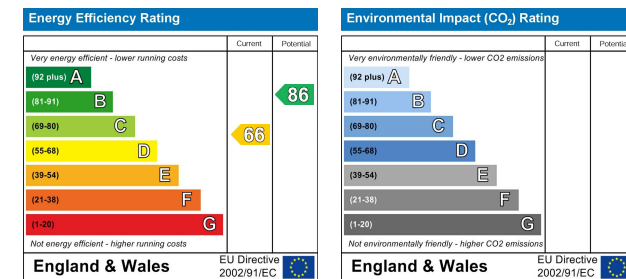 Energy Efficiency Rating
Current Potential
Very energy efficient - lower running costs
(92 plus) A
(81-91) B
86
(69-80) C
66
(55-68) D
(39-54) E
(21-38) F
(1-20) G
Not energy efficient - higher running costs
England & Wales
EU Directive
2002/91/EC
Environmental Impact (CO₂) Rating
Current Potential
Very environmentally friendly - lower CO2 emissions
(92 plus) A
(81-91) B
(69-80) C
(55-68) D
(39-54) E
(21-38) F
(1-20) G
Not environmentally friendly - higher CO2 emissions
England & Wales
EU Directive
2002/91/EC